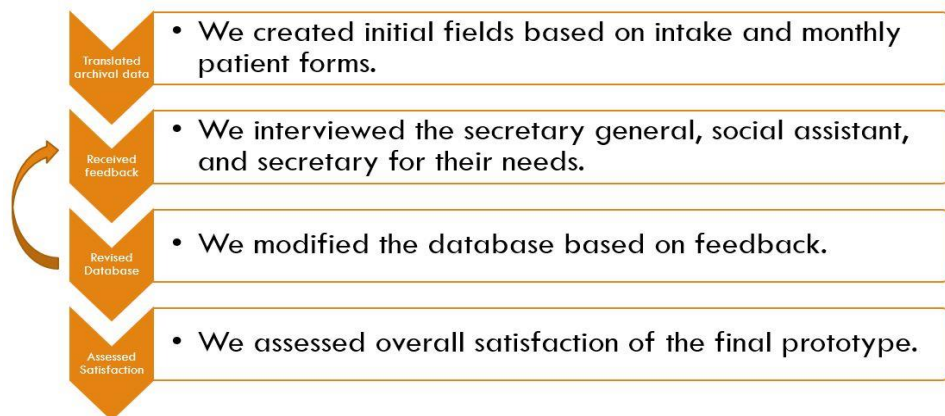 Translated
archival data
• We created initial fields based on intake and monthly
patient forms.
Received
feedback
• We interviewed the secretary general, social assistant,
and secretary for their needs.
Revised
Database
• We modified the database based on feedback.
Assessed
Satisfaction
• We assessed overall satisfaction of the final prototype.